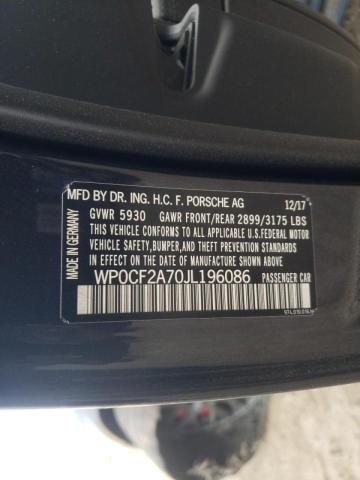 MFD BY DR. ING. H.C. F. PORSCHE AG 12/17
GVWR 5930 GAWR FRONT/REAR 2899/3175 LBS
THIS VEHICLE CONFORMS TO ALL APPLICABLE
U.S.FEDERAL MOTOR VEHICLE SAFETY,BUMPER,AND
THEFT PREVENTION STANDARDS IN EFFECT ON THE
DATE OF MANUFACTURE SHOWN ABOVE
WP0CF2A70JL196086 PASSENGER CAR
MADE IN GERMANY